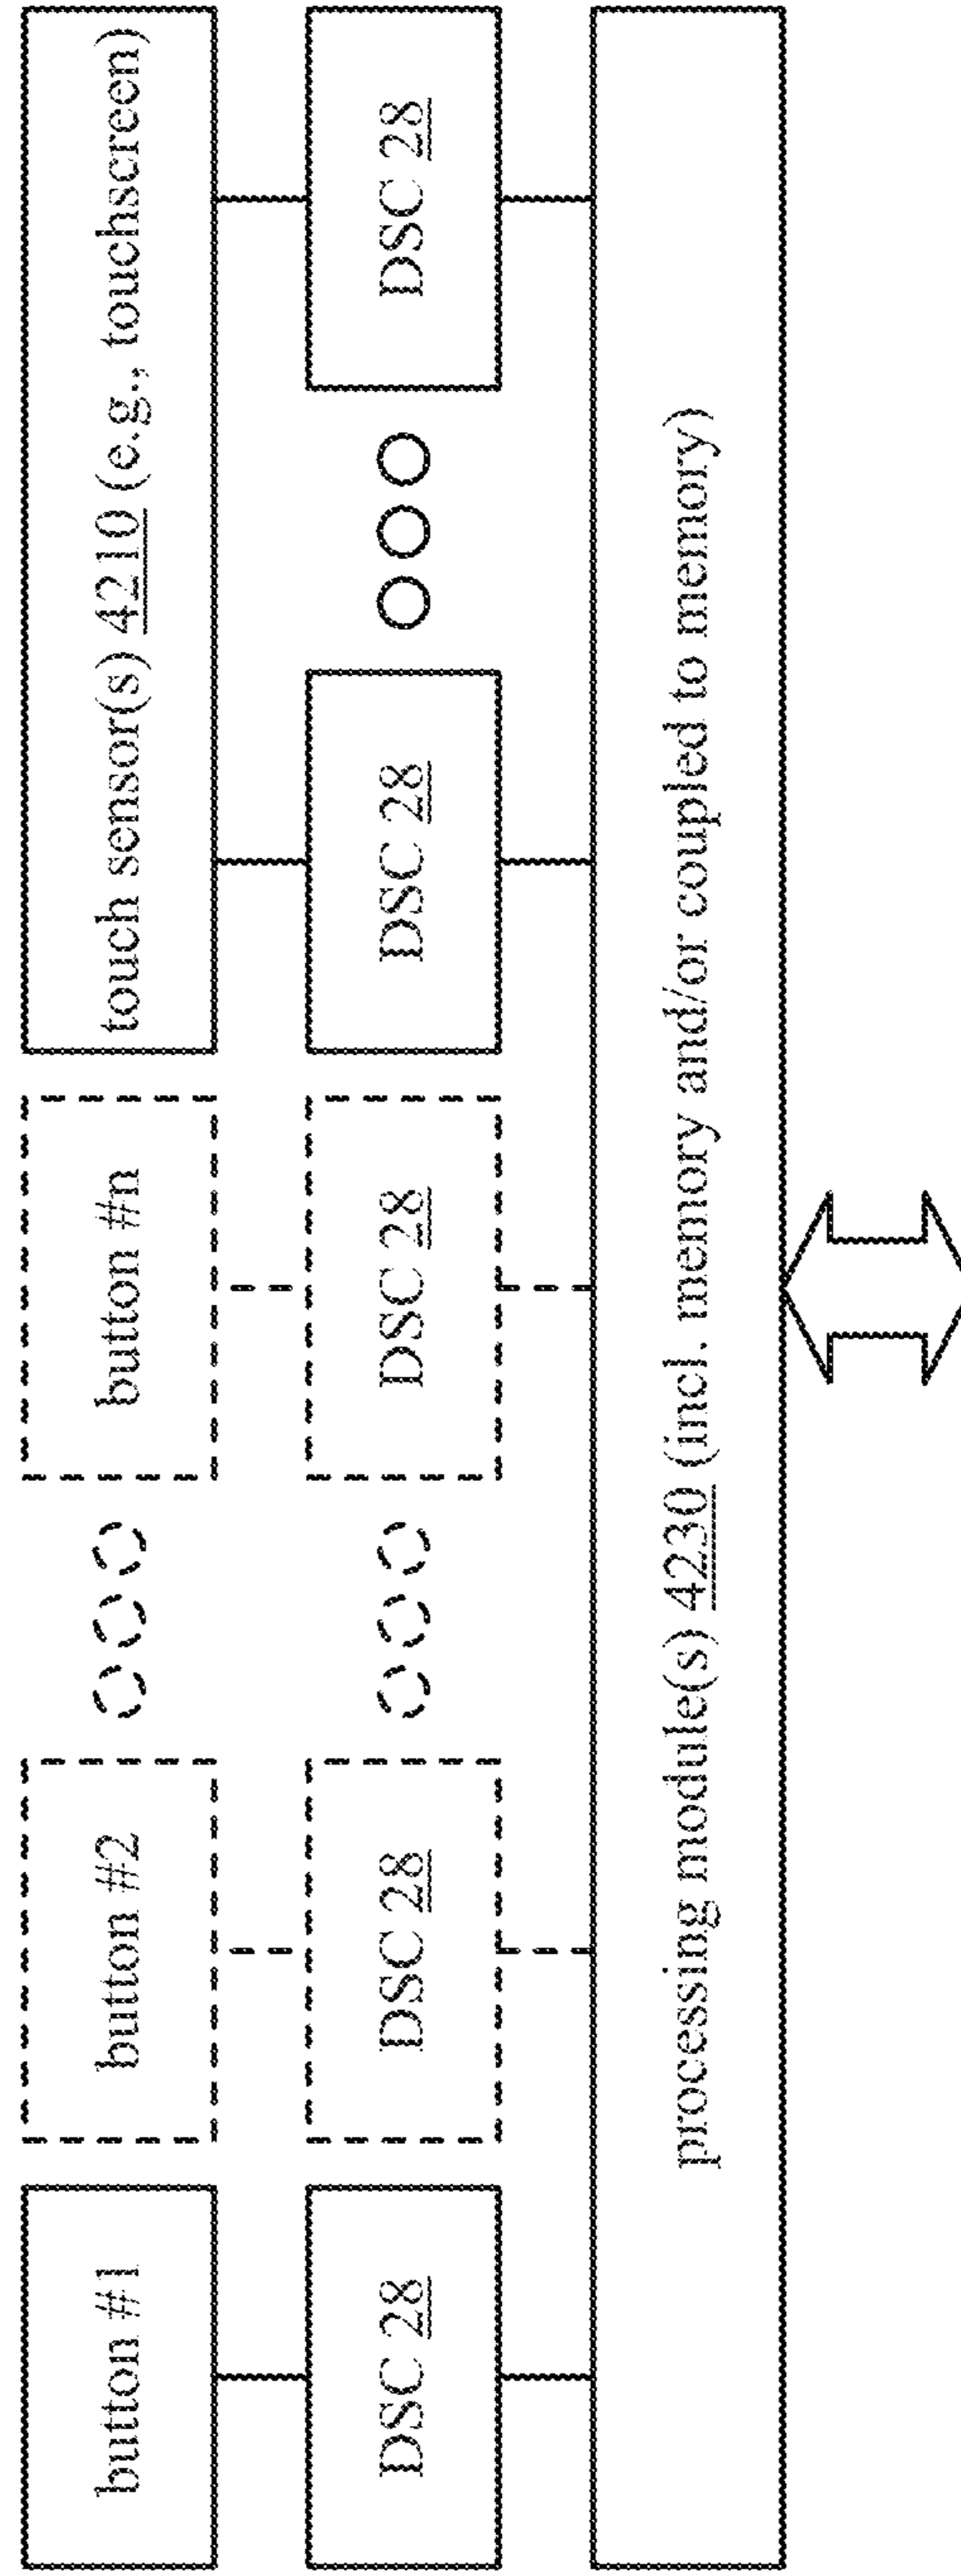 button #1
button #2
button #n
touch sensor(s) 4210 (e.g., touchscreen)
DSC 28
DSC 28
DSC 28
DSC 28
DSC 28
processing module(s) 4230 (incl. memory and/or coupled to memory)